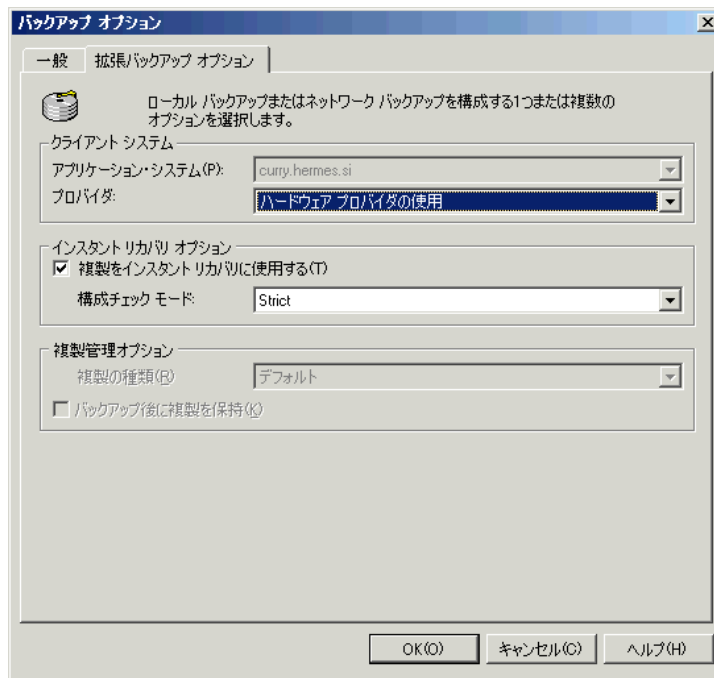 バックアップ オプション
一般
拡張バックアップ オプション
ローカル バックアップまたはネットワーク バックアップを構成する1つまたは複数の
オプションを選択します。
クライアント システム
アプリケーション・システム(P):
curry.hermes.si
プロバイダ:
ハードウェア プロバイダの使用
インスタント リカバリ オプション
複製をインスタント リカバリに使用する(T)
構成チェック モード:
Strict
複製管理オプション
複製の種類(R)
デフォルト
バックアップ後に複製を保持(K)
OK(O)
キャンセル(C)
ヘルプ(H)